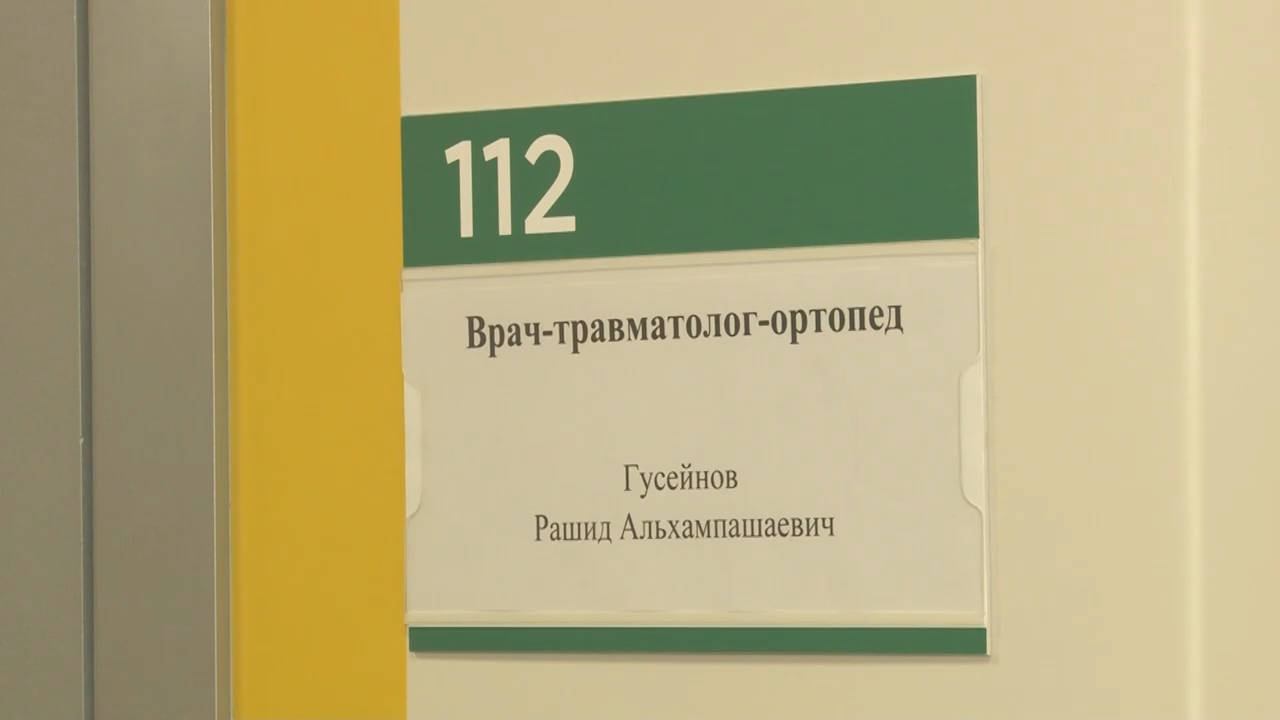 112
Врач-травматолог-ортопед
Гусейнов
Рашид Альхампашаевич